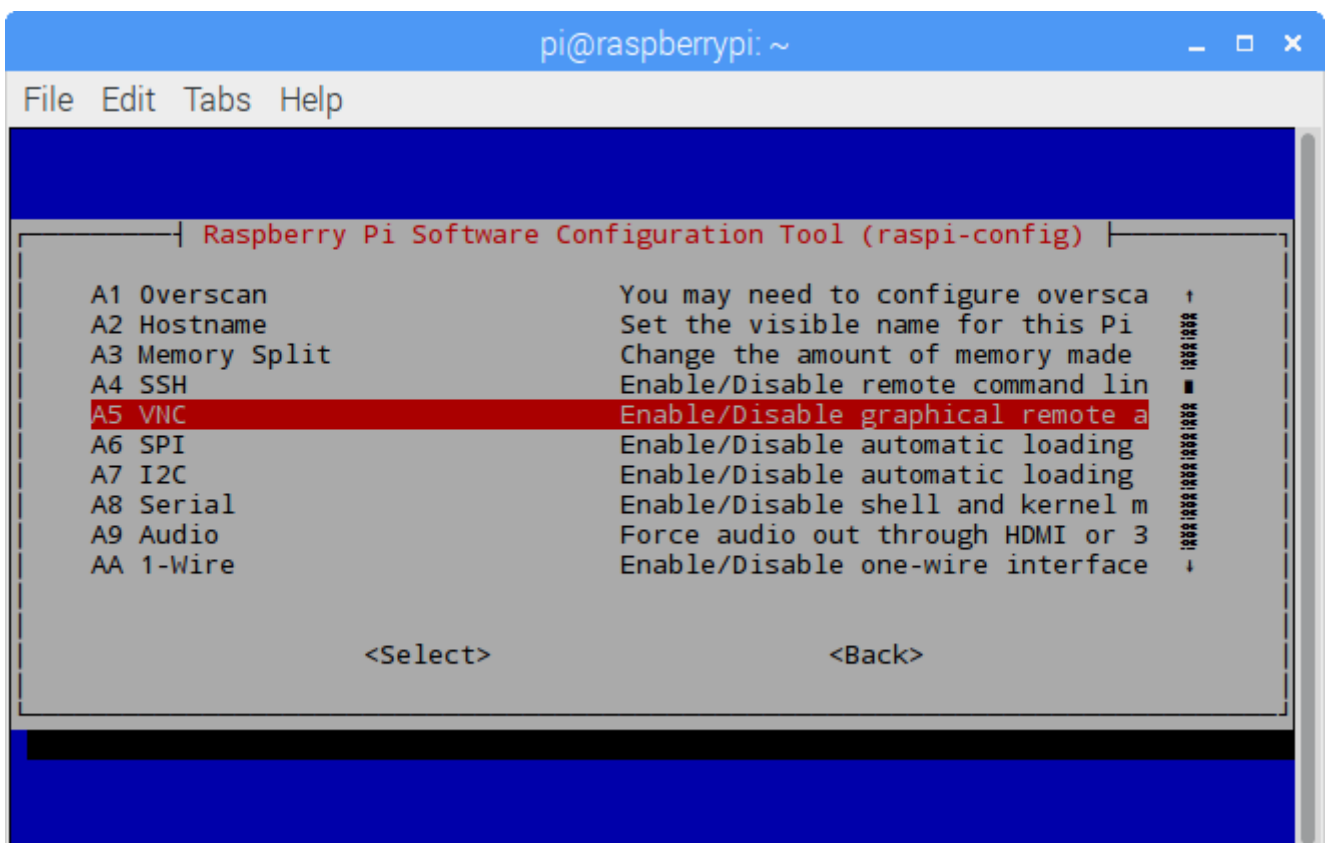 pi@raspberrypi: ~
File Edit Tabs Help
Raspberry Pi Software Configuration Tool (raspi-config)
A1 Overscan You may need to configure oversca
A2 Hostname Set the visible name for this Pi
A3 Memory Split Change the amount of memory made
A4 SSH Enable/Disable remote command lin
A5 VNC Enable/Disable graphical remote a
A6 SPI Enable/Disable automatic loading
A7 I2C Enable/Disable automatic loading
A8 Serial Enable/Disable shell and kernel m
A9 Audio Force audio out through HDMI or 3
AA 1-Wire Enable/Disable one-wire interface
<Select> <Back>